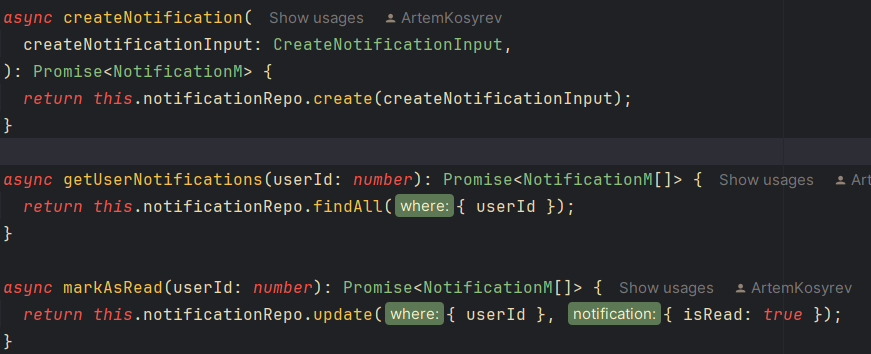 async createNotification( Show usages ArtemKosyrev
createNotificationInput: CreateNotificationInput,
): Promise<NotificationM> {
return this.notificationRepo.create(createNotificationInput);
}
async getUserNotifications(userId: number): Promise<NotificationM[]> { Show usages Art
return this.notificationRepo.findAll( where: { userId });
}
async markAsRead(userId: number): Promise<NotificationM[]> { Show usages ArtemKosyrev
return this.notificationRepo.update( where: { userId }, notification: { isRead: true });
}